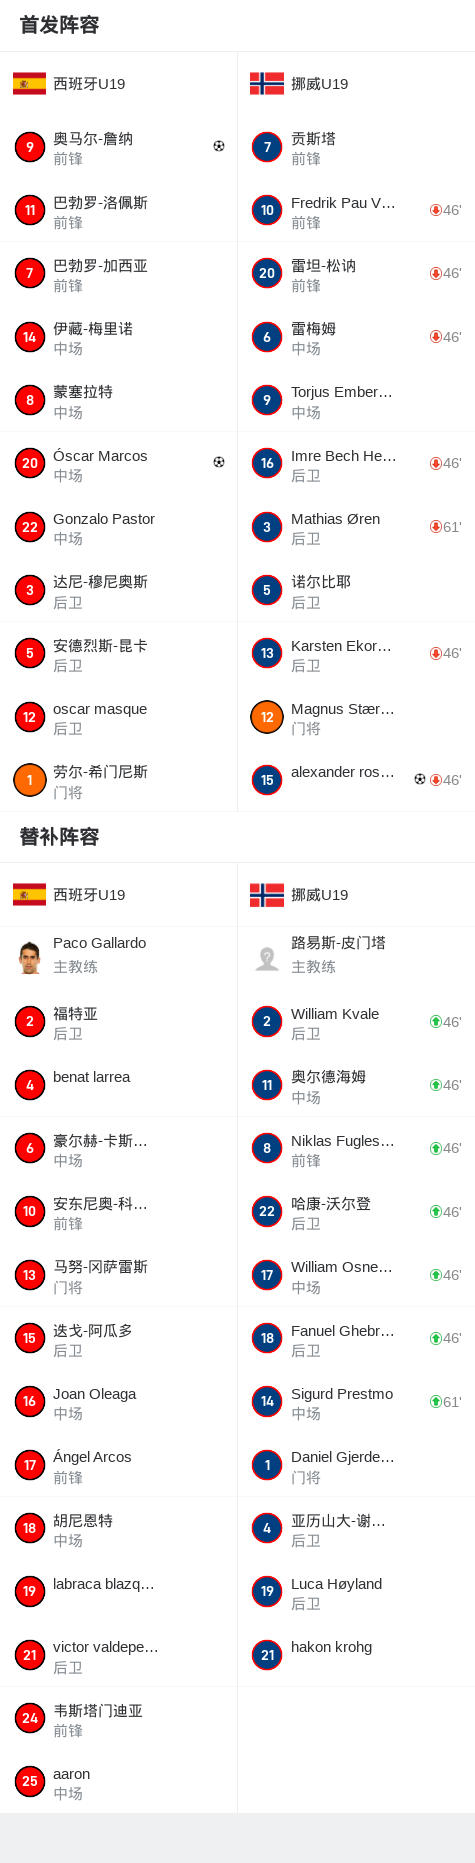 首发阵容
西班牙U19
挪威U19
9 奥马尔-詹纳
前锋
7 贡斯塔
前锋
11 巴勃罗-洛佩斯
前锋
10 Fredrik Pau V... 46'
前锋
7 巴勃罗-加西亚
前锋
20 雷坦-松讷 46'
前锋
14 伊藏-梅里诺
中场
6 雷梅姆 46'
中场
8 蒙塞拉特
中场
9 Torjus Ember...
中场
20 Óscar Marcos
中场
16 Imre Bech He... 46'
后卫
22 Gonzalo Pastor
中场
3 Mathias Øren 61'
后卫
3 达尼-穆尼奥斯
后卫
5 诺尔比耶
后卫
5 安德烈斯-昆卡
后卫
13 Karsten Ekor... 46'
后卫
12 oscar masque
后卫
12 Magnus Stær...
门将
1 劳尔-希门尼斯
门将
15 alexander ros... 46'
替补阵容
西班牙U19
挪威U19
Paco Gallardo
主教练
路易斯-皮门塔
主教练
2 福特亚
后卫
2 William Kvale 46'
后卫
4 benat larrea
11 奥尔德海姆 46'
中场
6 豪尔赫-卡斯...
中场
8 Niklas Fugles... 46'
前锋
10 安东尼奥-科...
前锋
22 哈康-沃尔登 46'
后卫
13 马努-冈萨雷斯
门将
17 William Osne... 46'
中场
15 迭戈-阿瓜多
后卫
18 Fanuel Ghebr... 46'
后卫
16 Joan Oleaga
中场
14 Sigurd Prestmo 61'
中场
17 Ángel Arcos
前锋
1 Daniel Gjerde...
门将
18 胡尼恩特
中场
4 亚历山大-谢...
后卫
19 labraca blazq...
19 Luca Høyland
后卫
21 victor valdepe...
后卫
21 hakon krohg
24 韦斯塔门迪亚
前锋
25 aaron
中场